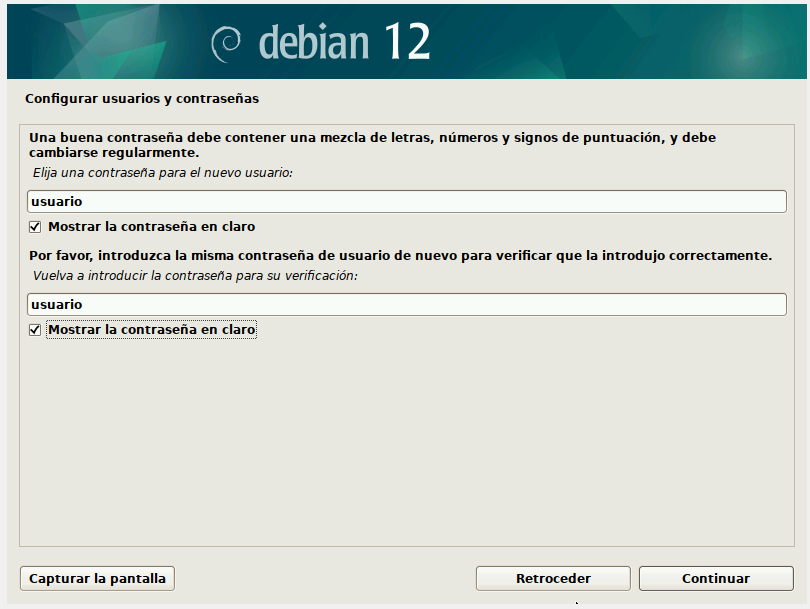 debian 12
Configurar usuarios y contraseñas
Una buena contraseña debe contener una mezcla de letras, números y signos de puntuación, y debe
cambiarse regularmente.
Elija una contraseña para el nuevo usuario:
usuario
Mostrar la contraseña en claro
Por favor, introduzca la misma contraseña de usuario de nuevo para verificar que la introdujo correctamente.
Vuelva a introducir la contraseña para su verificación:
usuario
Mostrar la contraseña en claro
Capturar la pantalla
Retroceder
Continuar